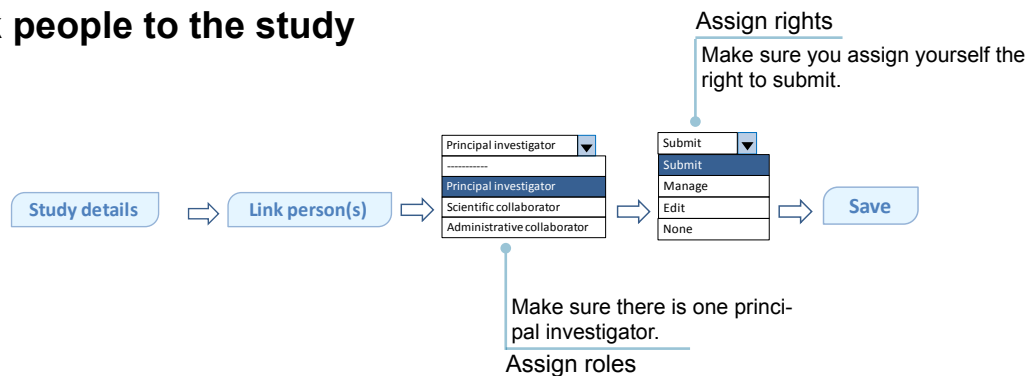 people to the study
Assign rights
Make sure you assign yourself the
right to submit.
Principal investigator
-----------
Principal investigator
Scientific collaborator
Administrative collaborator
Submit
Submit
Manage
Edit
None
Study details
Link person(s)
Save
Make sure there is one princi-
pal investigator.
Assign roles